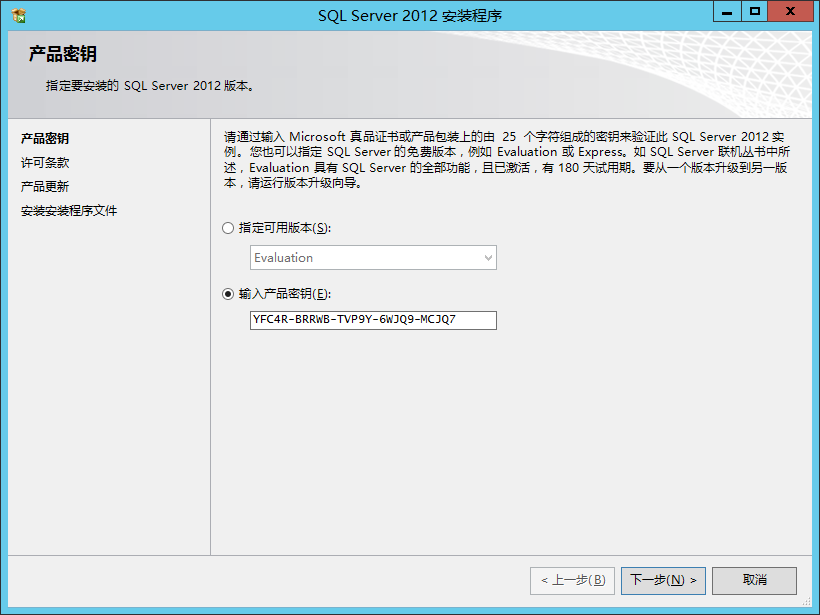 SQL Server 2012 安装程序
产品密钥
指定要安装的 SQL Server 2012 版本。
产品密钥
许可条款
产品更新
安装安装程序文件
请通过输入 Microsoft 真品证书或产品包装上的由 25 个字符组成的密钥来验证此 SQL Server 2012 实
例。您也可以指定 SQL Server 的免费版本，例如 Evaluation 或 Express。如 SQL Server 联机丛书中所
述，Evaluation 具有 SQL Server 的全部功能，且已激活，有 180 天试用期。要从一个版本升级到另一版
本，请运行版本升级向导。
指定可用版本(S):
Evaluation
输入产品密钥(E):
YFC4R-BRRWB-TVP9Y-6WJQ9-MCJQ7
< 上一步(B)
下一步(N) >
取消